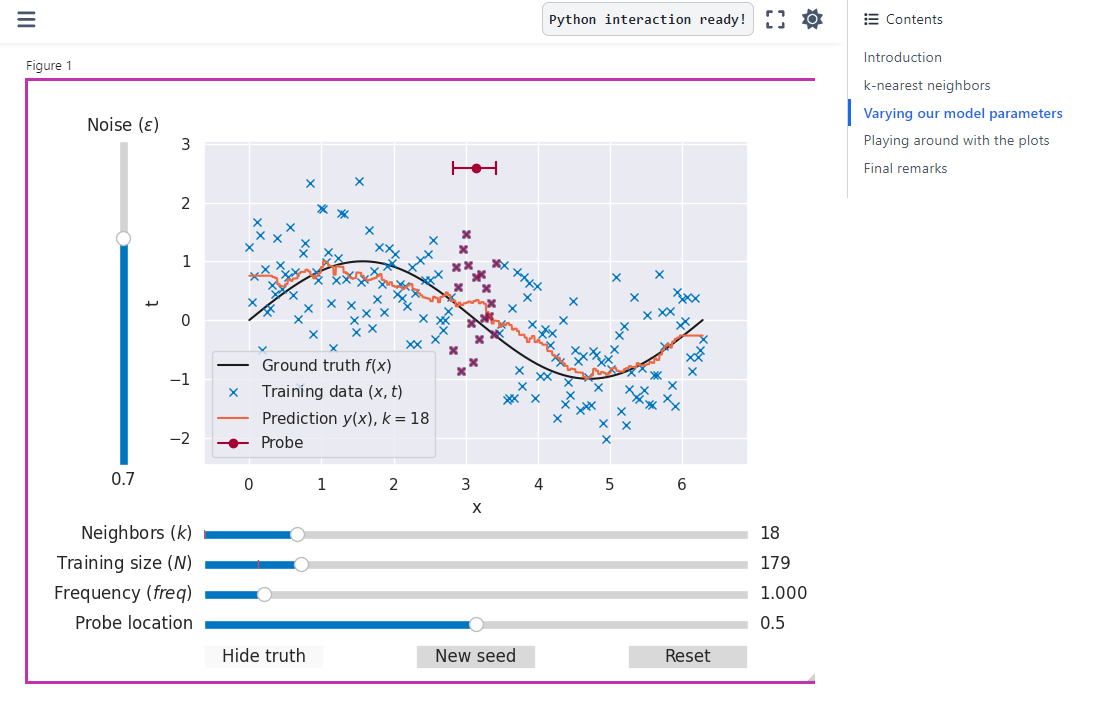 Python interaction ready!
Contents
Introduction
k-nearest neighbors
Varying our model parameters
Playing around with the plots
Final remarks
Figure 1
Noise (ε)
0.7
t
3
2
1
0
−1
−2
Ground truth f(x)
Training data (x, t)
Prediction y(x), k = 18
Probe
0 1 2 3 4 5 6
x
Neighbors (k) 18
Training size (N) 179
Frequency (freq) 1.000
Probe location 0.5
Hide truth New seed Reset